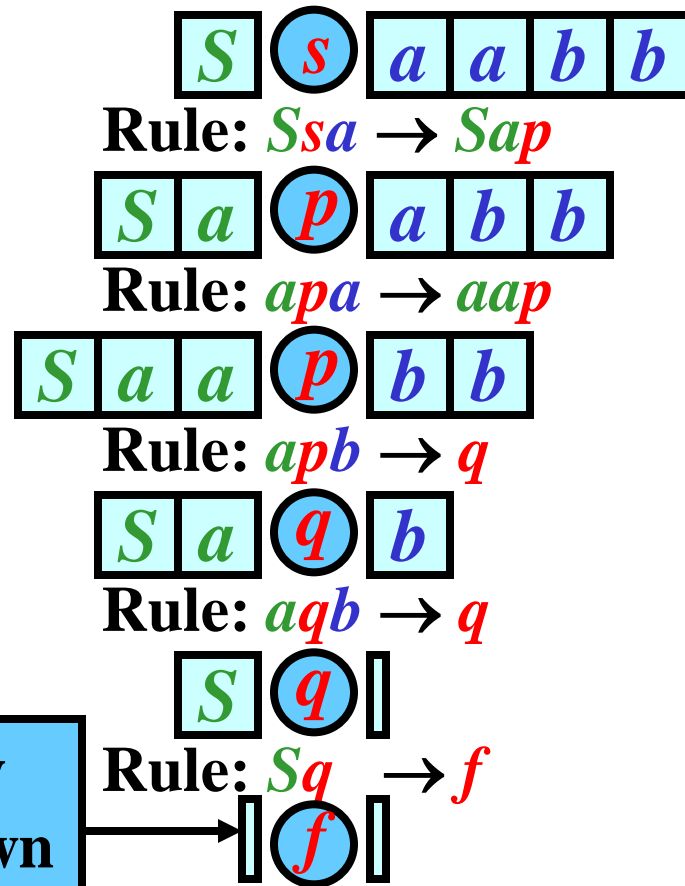 S s a a b b
Rule: Ssa → Sap
S a p a b b
Rule: apa → aap
S a a p b b
Rule: apb → q
S a q b
Rule: aqb → q
S q
Rule: Sq → f
f